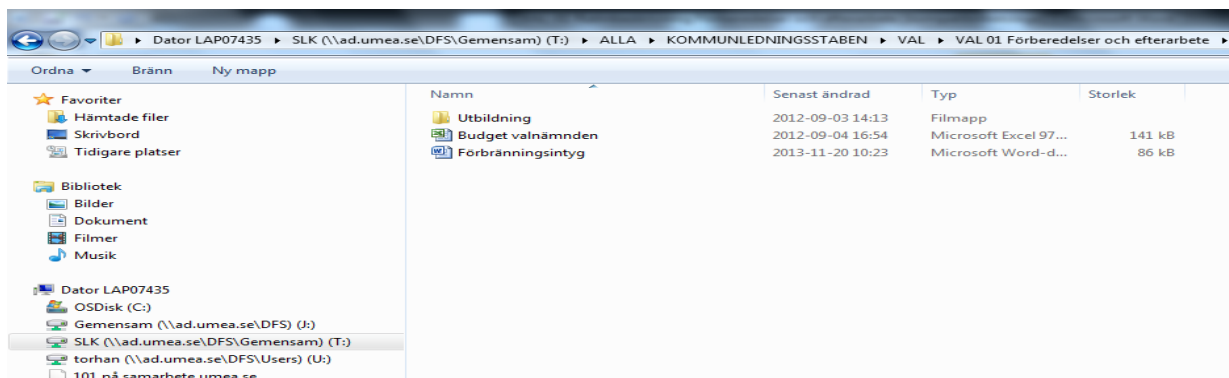 Dator LAP07435 ▸ SLK (\\ad.umea.se\DFS\Gemensam) (T:) ▸ ALLA ▸ KOMMUNLEDNINGSSTABEN ▸ VAL ▸ VAL 01 Förberedelser och efterarbete ▸
Ordna Bränn Ny mapp
Namn Senast ändrad Typ Storlek
Favoriter
Hämtade filer
Skrivbord
Tidigare platser
Bibliotek
Bilder
Dokument
Filmer
Musik
Dator LAP07435
OSDisk (C:)
Gemensam (\\ad.umea.se\DFS) (J:)
SLK (\\ad.umea.se\DFS\Gemensam) (T:)
torhan (\\ad.umea.se\DFS\Users) (U:)
101 på samarbete.umea.se
Utbildning 2012-09-03 14:13 Filmapp
Budget valnämnden 2012-09-04 16:54 Microsoft Excel 97... 141 kB
Förbränningsintyg 2013-11-20 10:23 Microsoft Word-d... 86 kB